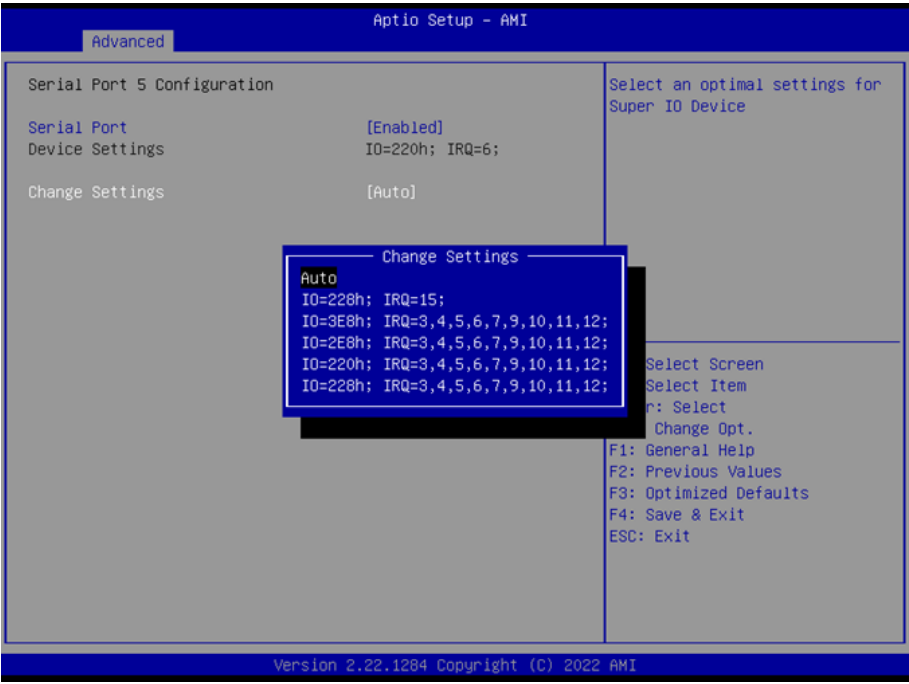 Aptio Setup - AMI
Advanced
Serial Port 5 Configuration
Serial Port [Enabled]
Device Settings IO=220h; IRQ=6;
Change Settings [Auto]
Select an optimal settings for
Super IO Device
Change Settings
Auto
IO=228h; IRQ=15;
IO=3E8h; IRQ=3,4,5,6,7,9,10,11,12;
IO=2E8h; IRQ=3,4,5,6,7,9,10,11,12;
IO=220h; IRQ=3,4,5,6,7,9,10,11,12;
IO=228h; IRQ=3,4,5,6,7,9,10,11,12;
Select Screen
Select Item
r: Select
Change Opt.
F1: General Help
F2: Previous Values
F3: Optimized Defaults
F4: Save & Exit
ESC: Exit
Version 2.22.1284 Copyright (C) 2022 AMI